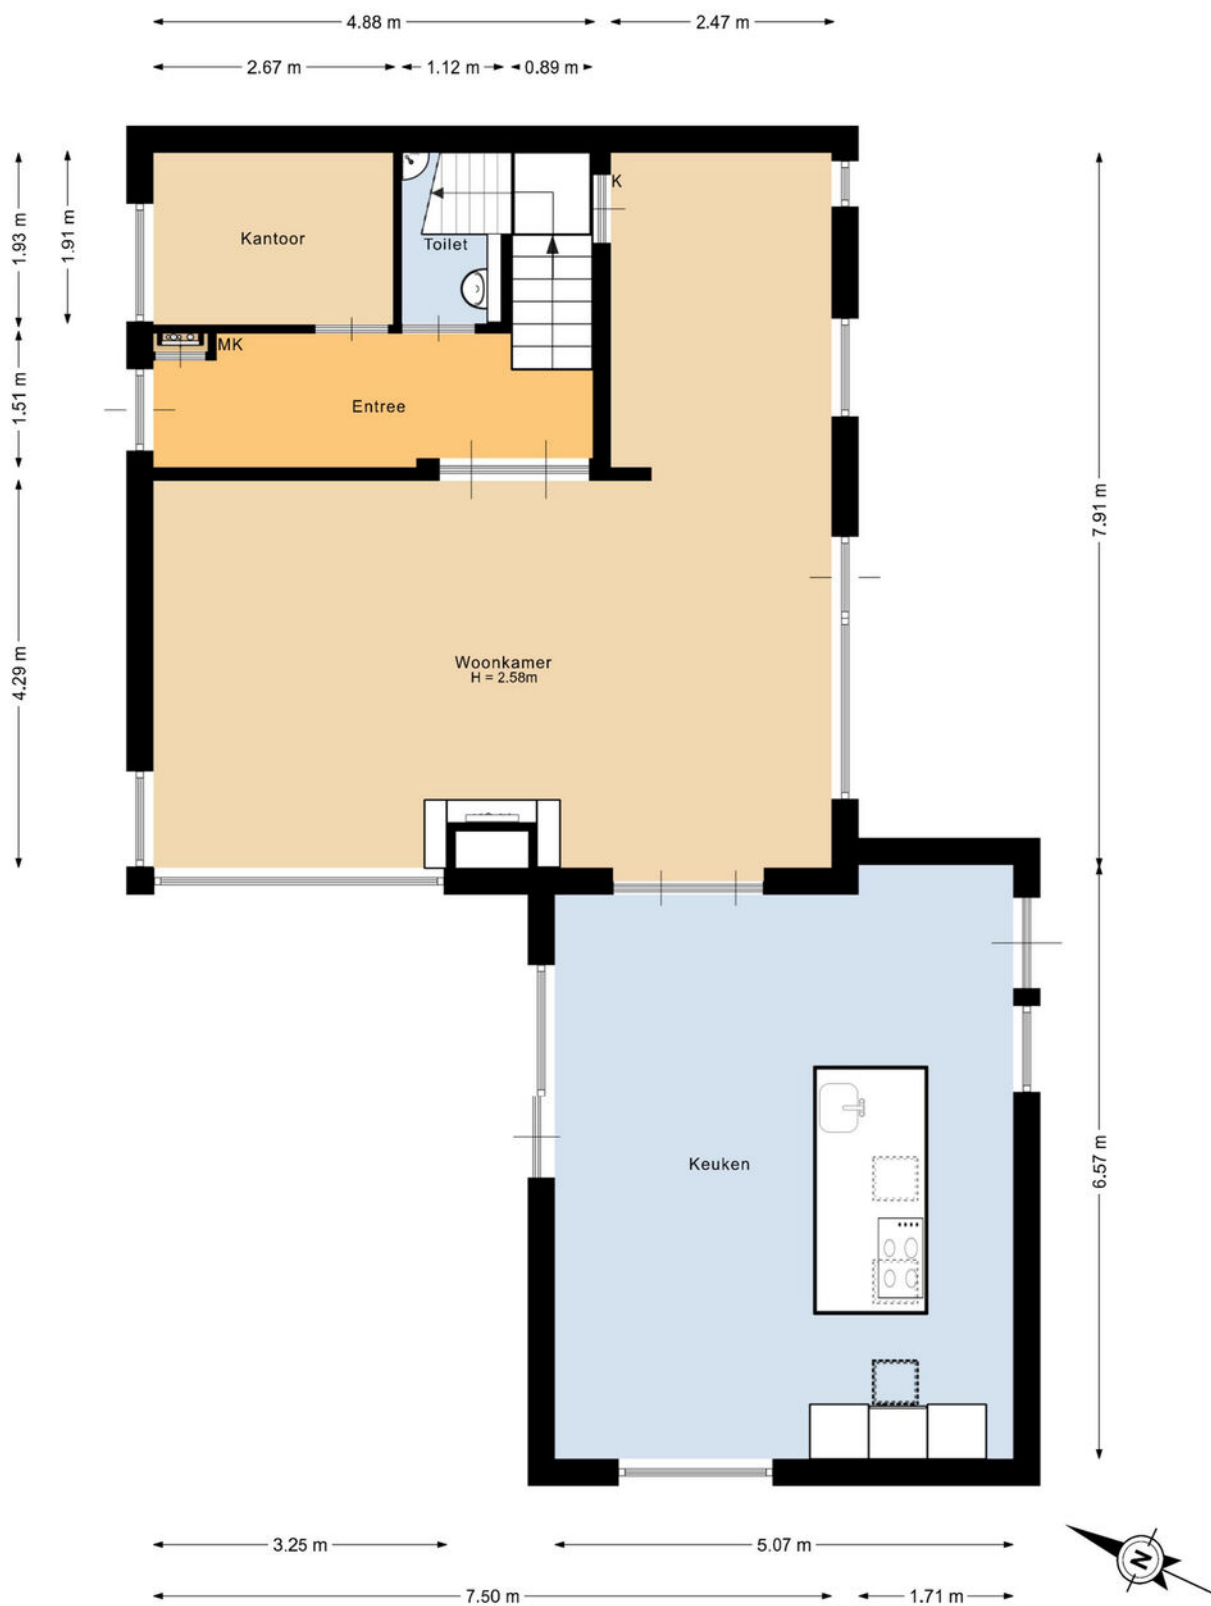 4.88 m
2.47 m
2.67 m
1.12 m
0.89 m
1.93 m
1.91 m
K
Kantoor
Toilet
MK
1.51 m
Entree
7.91 m
4.29 m
Woonkamer
H = 2.58m
6.57 m
Keuken
3.25 m
5.07 m
N
7.50 m
1.71 m